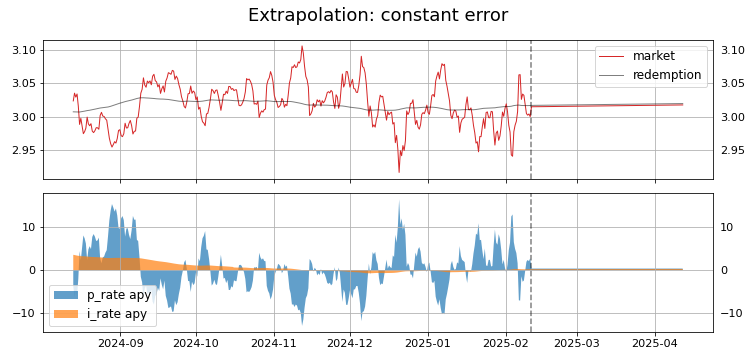 Extrapolation: constant error
3.10
3.05
3.00
2.95
market
redemption
3.10
3.05
3.00
2.95
10
0
−10
p_rate apy
i_rate apy
10
0
−10
2024-09 2024-10 2024-11 2024-12 2025-01 2025-02 2025-03 2025-04